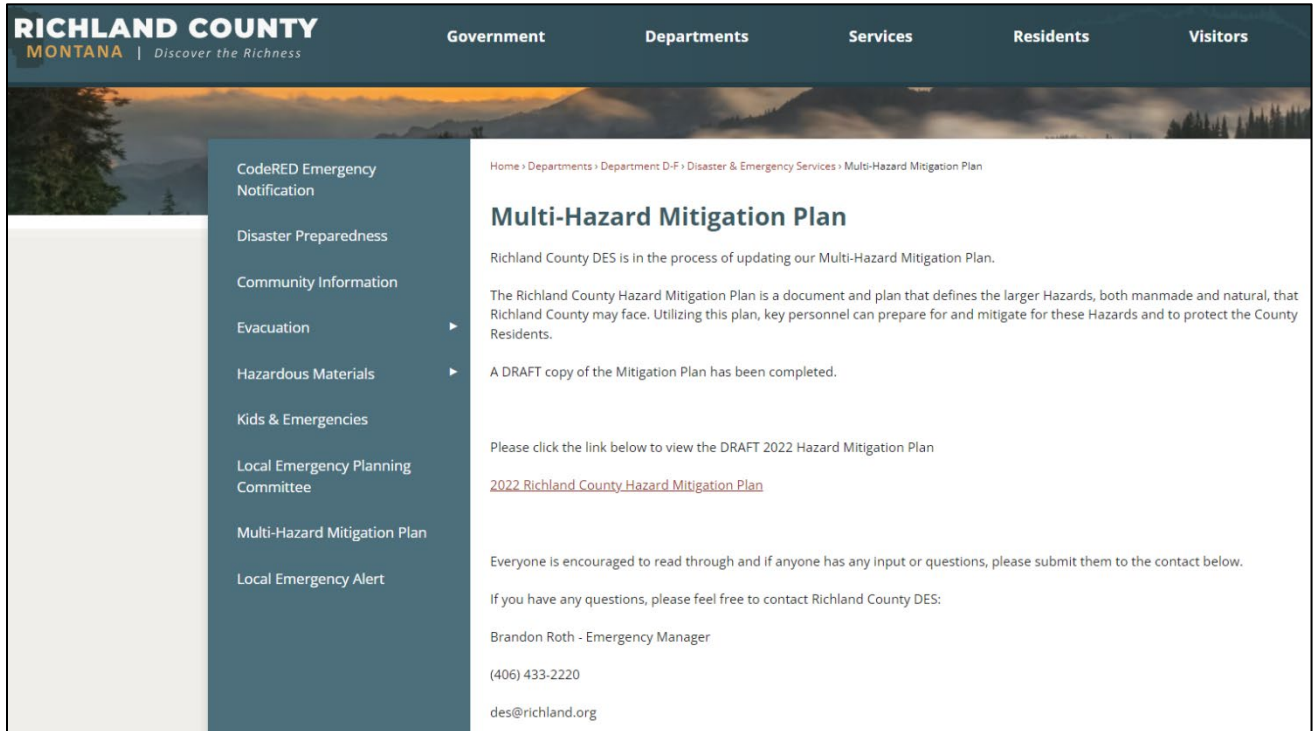 RICHLAND COUNTY
MONTANA | Discover the Richness
Government
Departments
Services
Residents
Visitors
CodeRED Emergency
Notification
Disaster Preparedness
Community Information
Evacuation
Hazardous Materials
Kids & Emergencies
Local Emergency Planning
Committee
Multi-Hazard Mitigation Plan
Local Emergency Alert
Home › Departments › Department D-F › Disaster & Emergency Services › Multi-Hazard Mitigation Plan
Multi-Hazard Mitigation Plan
Richland County DES is in the process of updating our Multi-Hazard Mitigation Plan.
The Richland County Hazard Mitigation Plan is a document and plan that defines the larger Hazards, both manmade and natural, that
Richland County may face. Utilizing this plan, key personnel can prepare for and mitigate for these Hazards and to protect the County
Residents.
A DRAFT copy of the Mitigation Plan has been completed.
Please click the link below to view the DRAFT 2022 Hazard Mitigation Plan
2022 Richland County Hazard Mitigation Plan
Everyone is encouraged to read through and if anyone has any input or questions, please submit them to the contact below.
If you have any questions, please feel free to contact Richland County DES:
Brandon Roth - Emergency Manager
(406) 433-2220
des@richland.org